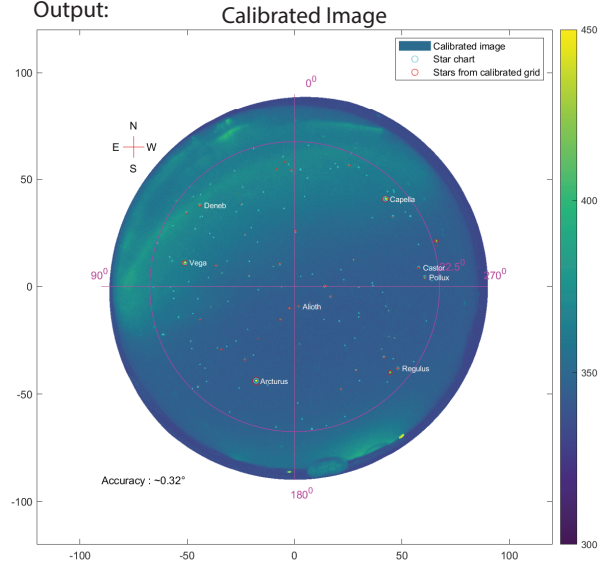 Output:
Calibrated Image
Calibrated image
Star chart
Stars from calibrated grid
450
400
350
300
100
50
0
-50
-100
-100
-50
0
50
100
0⁰
N
E W
S
Deneb
Capella
Vega
90⁰
Castor
22.5⁰
270⁰
Pollux
Alioth
Arcturus
Regulus
Accuracy : ~0.32°
180⁰